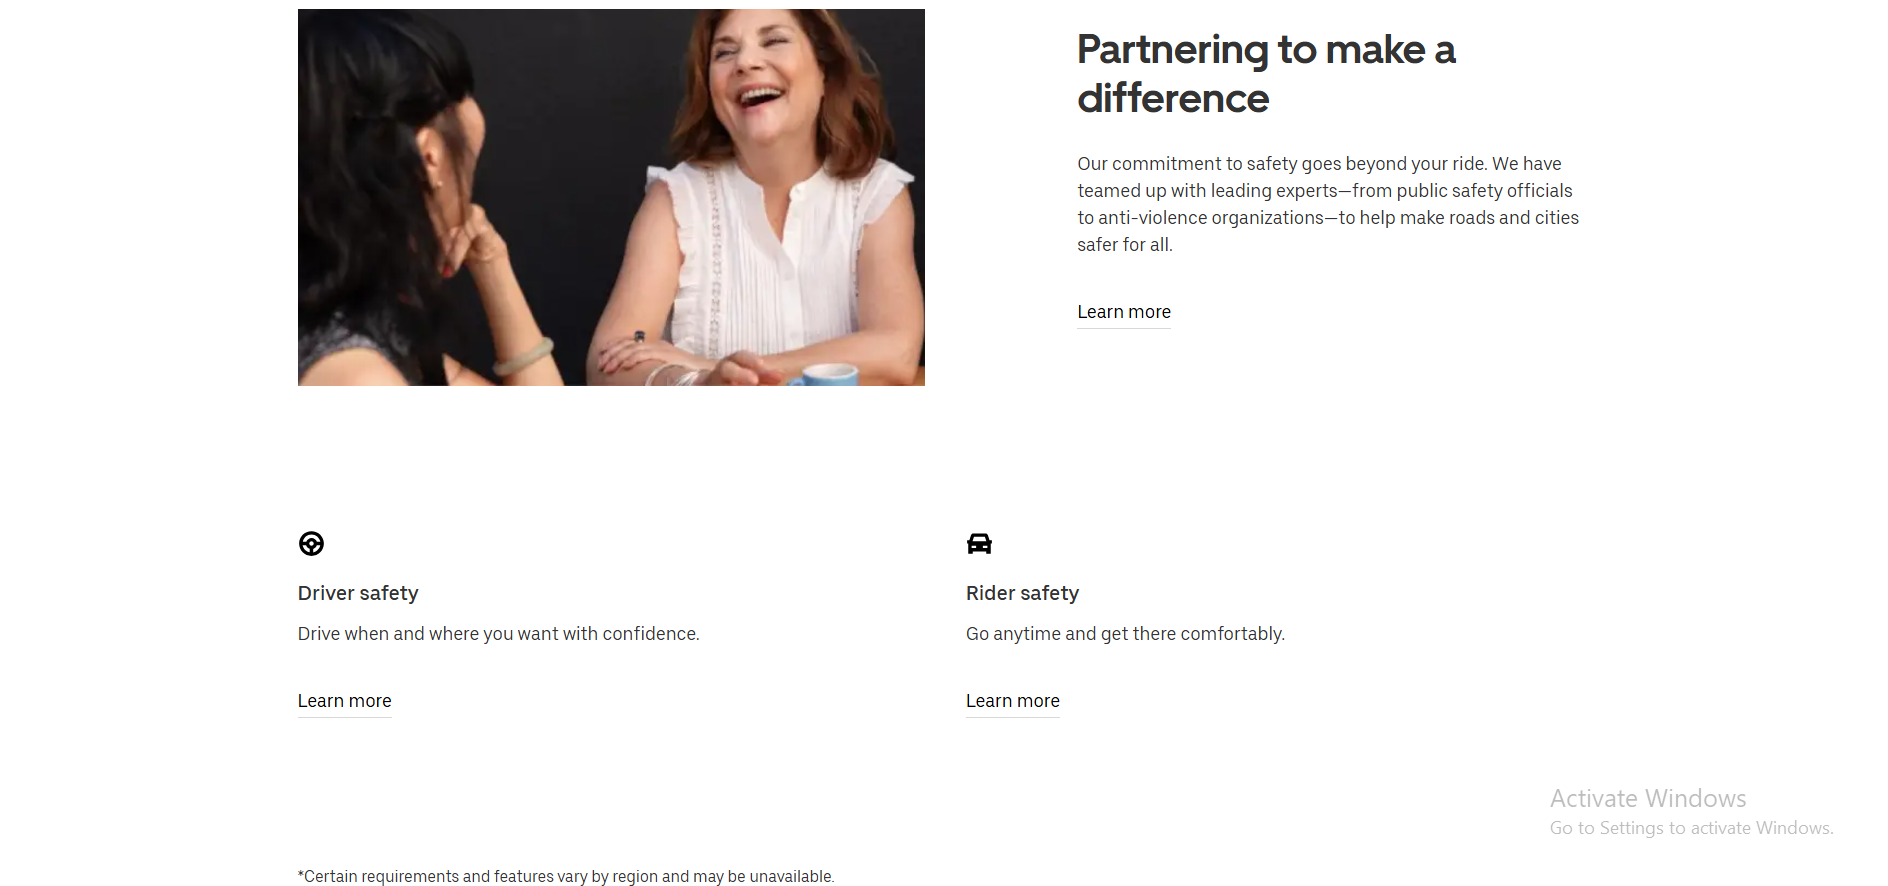 Partnering to make a
difference
Our commitment to safety goes beyond your ride. We have
teamed up with leading experts—from public safety officials
to anti-violence organizations—to help make roads and cities
safer for all.
Learn more
Driver safety
Drive when and where you want with confidence.
Learn more
Rider safety
Go anytime and get there comfortably.
Learn more
Activate Windows
Go to Settings to activate Windows.
*Certain requirements and features vary by region and may be unavailable.